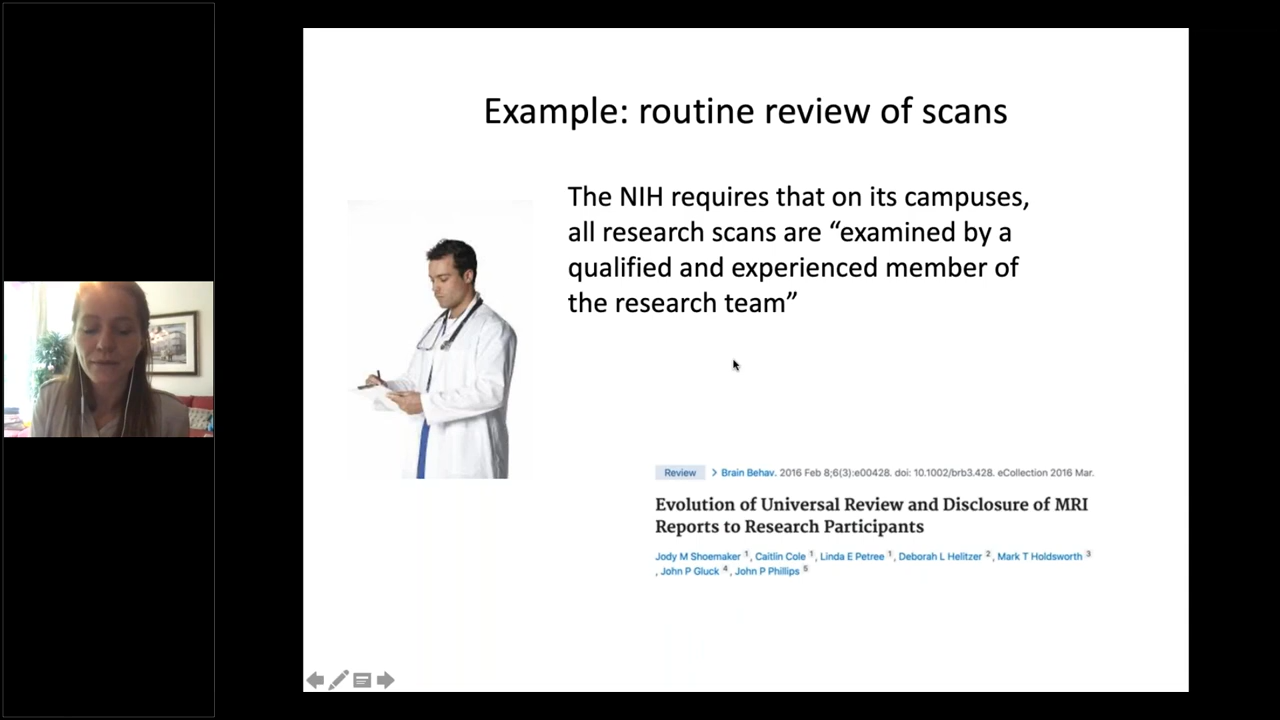 Example: routine review of scans
The NIH requires that on its campuses,
all research scans are “examined by a
qualified and experienced member of
the research team”
Review > Brain Behav. 2016 Feb 8;6(3):e00428. doi: 10.1002/brb3.428. eCollection 2016 Mar.
Evolution of Universal Review and Disclosure of MRI
Reports to Research Participants
Jody M Shoemaker 1, Caitlin Cole 1, Linda E Petree 1, Deborah L Helitzer 2, Mark T Holdsworth 3
, John P Gluck 4, John P Phillips 5